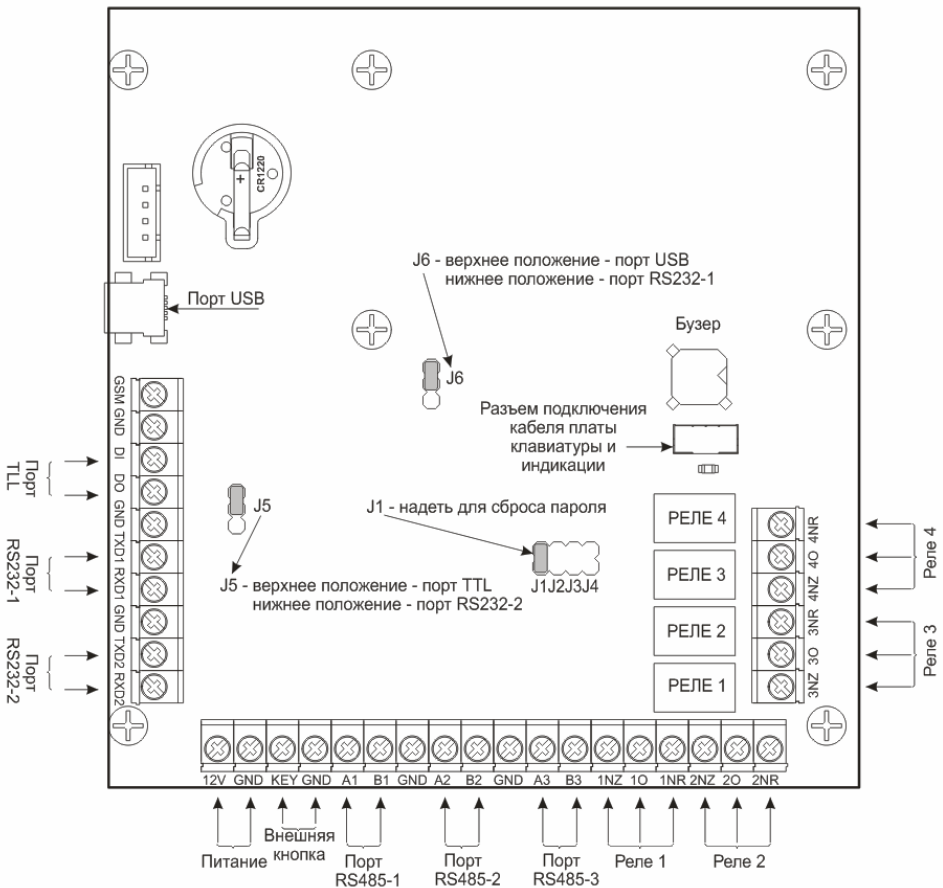 CR1220
+
J6 - верхнее положение - порт USB
нижнее положение - порт RS232-1
Порт USB
Бузер
J6
Разъем подключения
кабеля платы
клавиатуры и
индикации
J5
J1 - надеть для сброса пароля
J1J2J3J4
J5 - верхнее положение - порт TTL
нижнее положение - порт RS232-2
РЕЛЕ 4
РЕЛЕ 3
РЕЛЕ 2
РЕЛЕ 1
GSM GND DI DO GND TXD1 RXD1 GND TXD2 RXD2
Порт
TLL
Порт
RS232-1
Порт
RS232-2
4NR
4O
4NZ
3NR
3O
3NZ
Реле 4
Реле 3
12V GND KEY GND A1 B1 GND A2 B2 GND A3 B3 1NZ 1O 1NR 2NZ 2O 2NR
Питание
Внешняя
кнопка
Порт
RS485-1
Порт
RS485-2
Порт
RS485-3
Реле 1
Реле 2